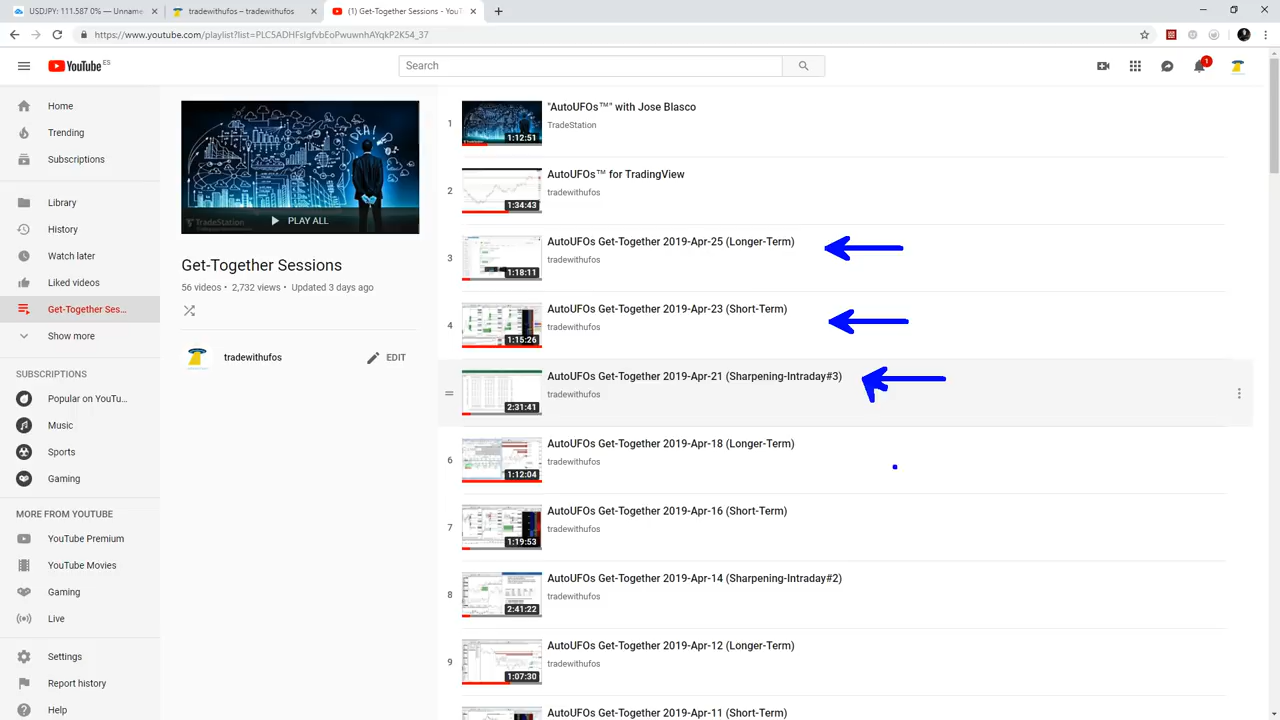 USDJPY: 111.587 0% — Unname
tradewithufos – tradewithufos
(1) Get-Together Sessions - YouT
https://www.youtube.com/playlist?list=PLC5ADHFsIgfvbEoPwuwnhAYqkP2K54_37
YouTube ES
Search
1
Home
Trending
Subscriptions
Library
History
Watch later
Liked videos
Get-Together Ses...
Show more
SUBSCRIPTIONS
Popular on YouTu...
Music
Sports
Gaming
MORE FROM YOUTUBE
YouTube Premium
YouTube Movies
Gaming
Live
Settings
Report history
Help
TradeStation
PLAY ALL
Get-Together Sessions
56 videos • 2,732 views • Updated 3 days ago
tradewithufos
EDIT
1
1:12:51
"AutoUFOs™" with Jose Blasco
TradeStation
2
1:34:43
AutoUFOs™ for TradingView
tradewithufos
3
1:18:11
AutoUFOs Get-Together 2019-Apr-25 (Longer-Term)
tradewithufos
4
1:15:26
AutoUFOs Get-Together 2019-Apr-23 (Short-Term)
tradewithufos
2:31:41
AutoUFOs Get-Together 2019-Apr-21 (Sharpening-Intraday#3)
tradewithufos
6
1:12:04
AutoUFOs Get-Together 2019-Apr-18 (Longer-Term)
tradewithufos
7
1:19:53
AutoUFOs Get-Together 2019-Apr-16 (Short-Term)
tradewithufos
8
2:41:22
AutoUFOs Get-Together 2019-Apr-14 (Sharpening-Intraday#2)
tradewithufos
9
1:07:30
AutoUFOs Get-Together 2019-Apr-12 (Longer-Term)
tradewithufos
AutoUFOs Get-Together 2019-Apr-11 (Short-Term)